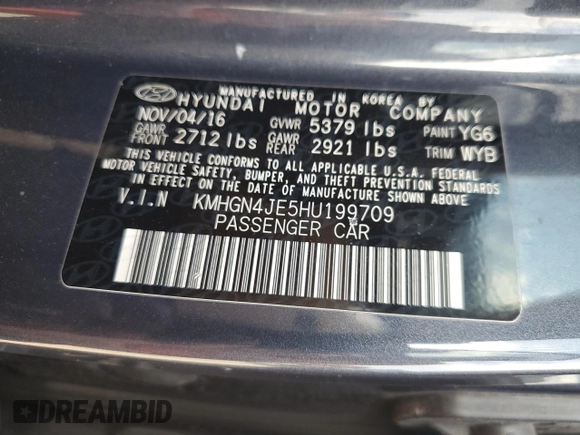 MANUFACTURED IN KOREA BY
HYUNDAI MOTOR COMPANY
NOV/04/16 GVWR 5379 lbs PAINT YG6
GAWR FRONT 2712 lbs GAWR REAR 2921 lbs TRIM WYB
THIS VEHICLE CONFORMS TO ALL APPLICABLE U.S.A. FEDERAL
MOTOR VEHICLE SAFETY, BUMPER, AND THEFT PREVENTION STANDARDS
IN EFFECT ON THE DATE OF MANUFACTURE SHOWN ABOVE.
V.I.N KMHGN4JE5HU199709
PASSENGER CAR
DREAMBID